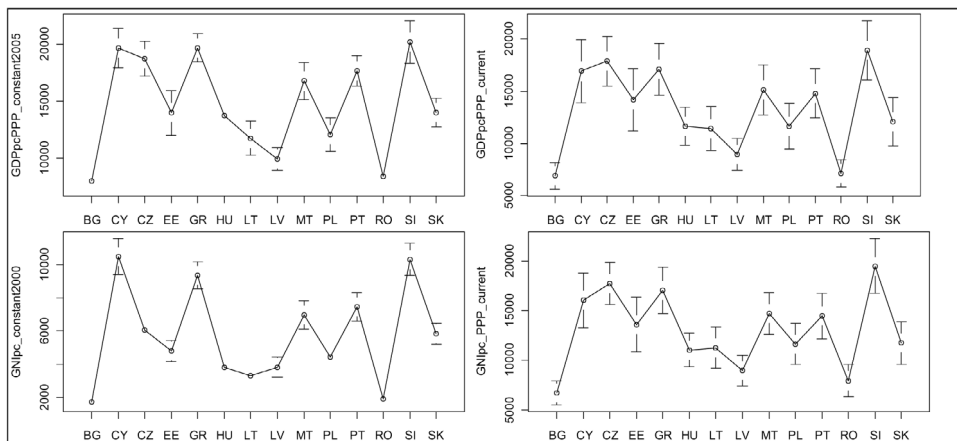 GDPpcPPP_constant2005
20000
15000
10000
BG CY CZ EE GR HU LT LV MT PL PT RO SI SK
GDPpcPPP_current
20000
15000
10000
5000
BG CY CZ EE GR HU LT LV MT PL PT RO SI SK
GNIpc_constant2000
10000
6000
2000
BG CY CZ EE GR HU LT LV MT PL PT RO SI SK
GNIpc_PPP_current
20000
15000
10000
5000
BG CY CZ EE GR HU LT LV MT PL PT RO SI SK